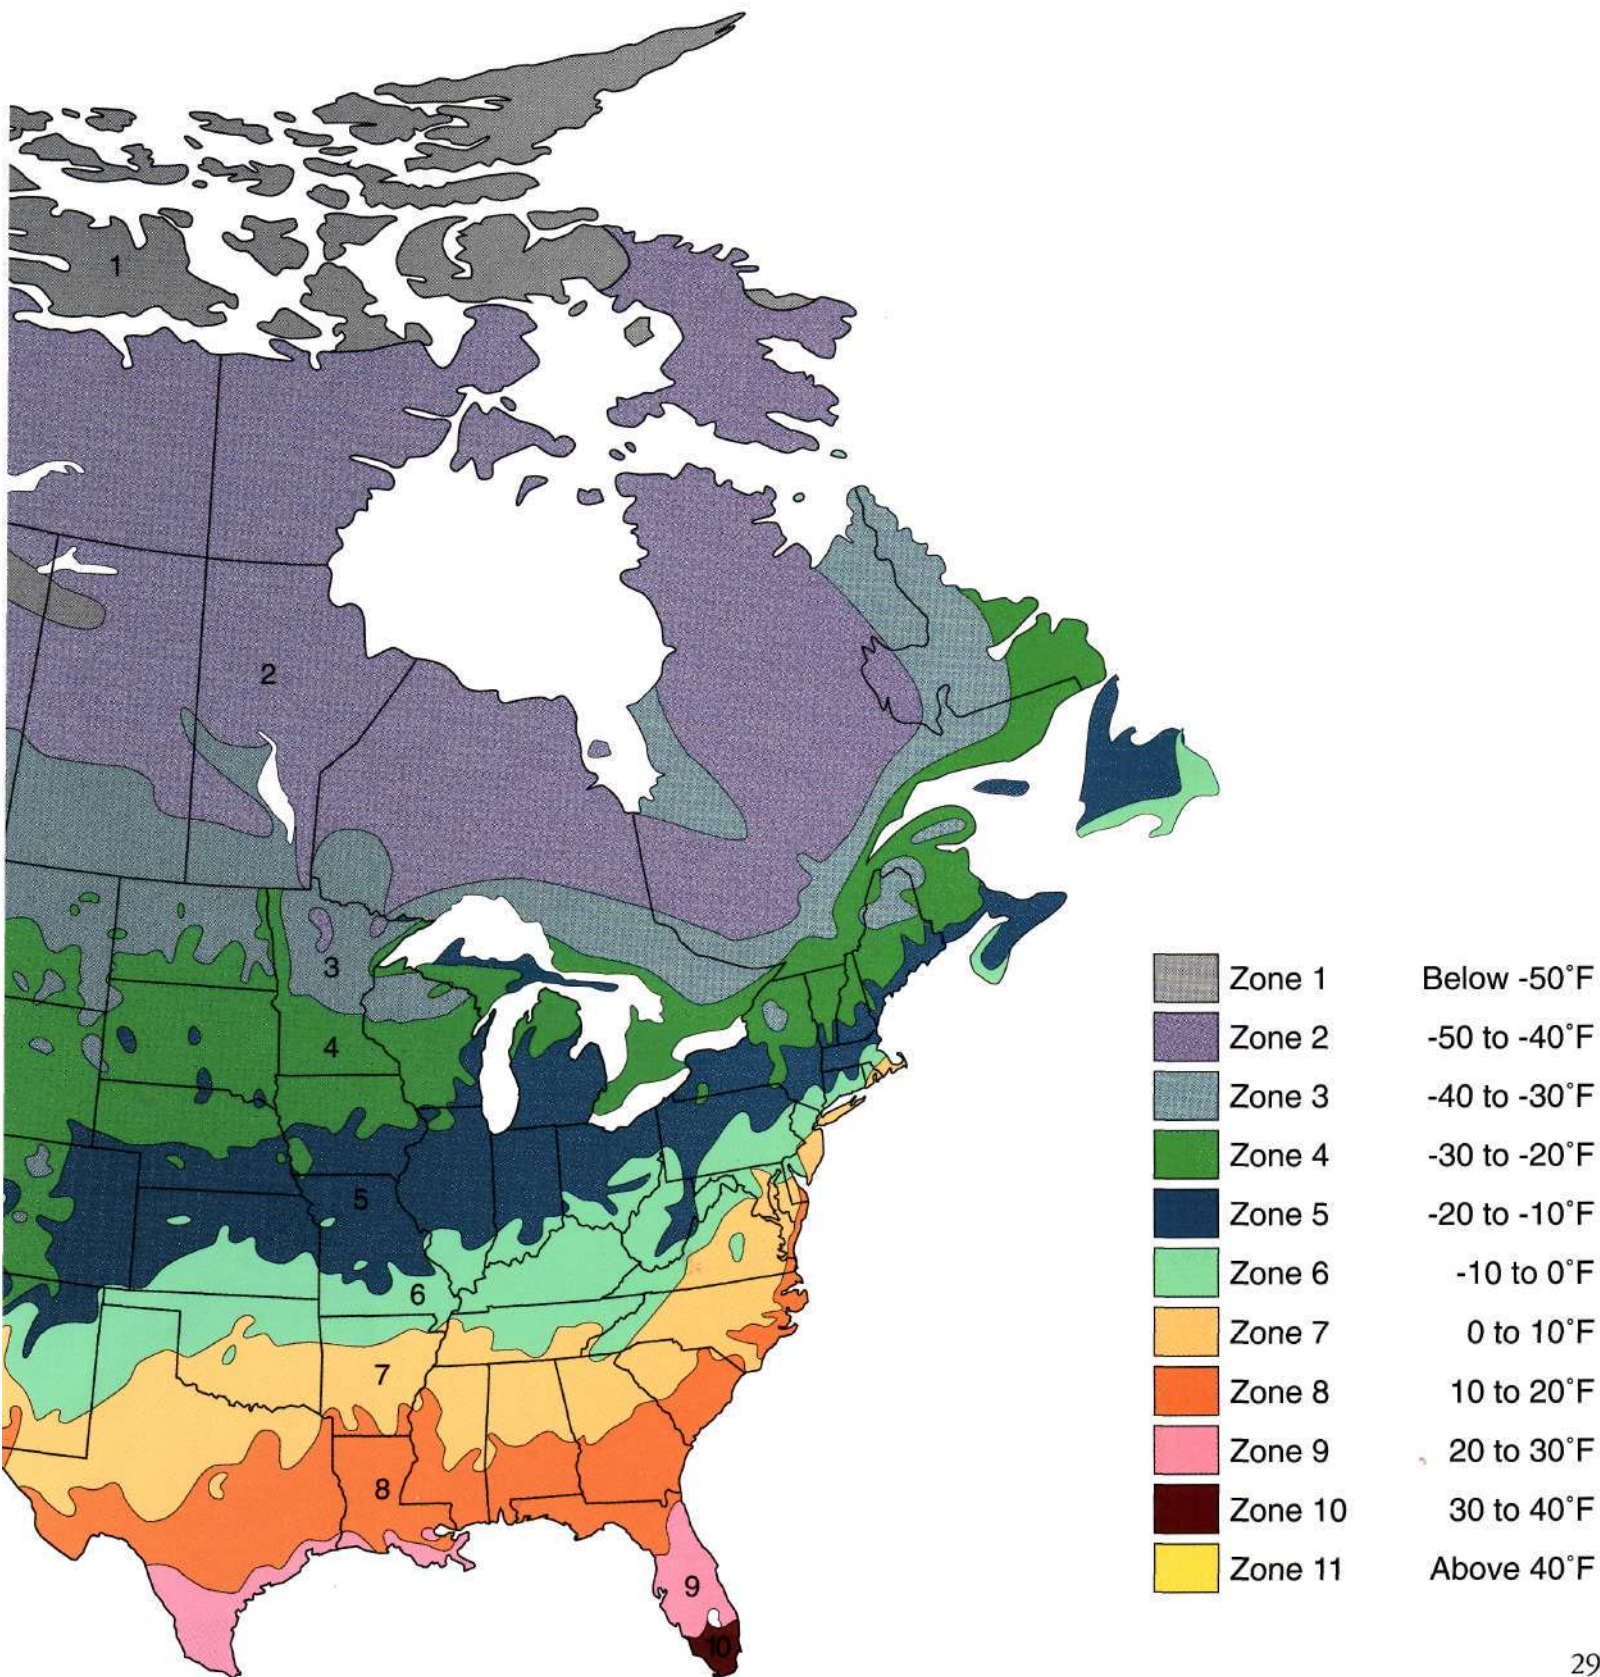 1
2
3
4
5
6
7
8
9
10
Zone 1 Below -50°F
Zone 2 -50 to -40°F
Zone 3 -40 to -30°F
Zone 4 -30 to -20°F
Zone 5 -20 to -10°F
Zone 6 -10 to 0°F
Zone 7 0 to 10°F
Zone 8 10 to 20°F
Zone 9 20 to 30°F
Zone 10 30 to 40°F
Zone 11 Above 40°F
29